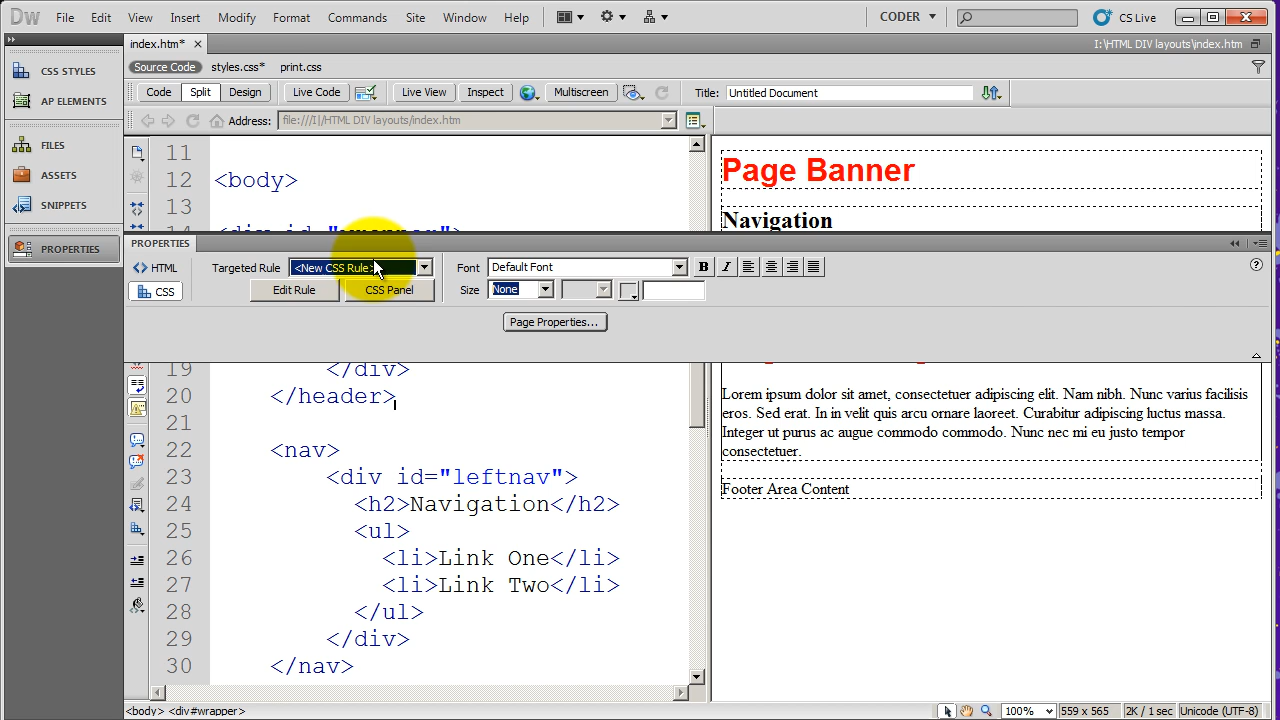 Dw File Edit View Insert Modify Format Commands Site Window Help CODER CS Live
index.htm* I:\HTML DIV layouts\index.htm
CSS STYLES
AP ELEMENTS
FILES
ASSETS
SNIPPETS
PROPERTIES
Source Code styles.css* print.css
Code Split Design Live Code Live View Inspect Multiscreen Title: Untitled Document
Address: file:///I|/HTML DIV layouts/index.htm
11
12 <body>
13
14 <div id="wrapper">
Page Banner
Navigation
PROPERTIES
HTML Targeted Rule <New CSS Rule> Font Default Font B I
CSS Edit Rule CSS Panel Size None
Page Properties...
19 </div>
20 </header>
21
22 <nav>
23 <div id="leftnav">
24 <h2>Navigation</h2>
25 <ul>
26 <li>Link One</li>
27 <li>Link Two</li>
28 </ul>
29 </div>
30 </nav>
Lorem ipsum dolor sit amet, consectetuer adipiscing elit. Nam nibh. Nunc varius facilisis
eros. Sed erat. In in velit quis arcu ornare laoreet. Curabitur adipiscing luctus massa.
Integer ut purus ac augue commodo commodo. Nunc nec mi eu justo tempor
consectetuer.
Footer Area Content
<body> <div#wrapper> 100% 559 x 565 2K / 1 sec Unicode (UTF-8)